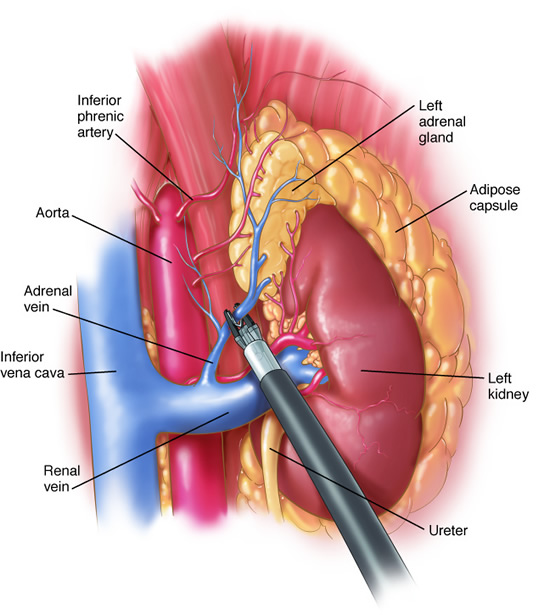 Inferior
phrenic
artery
Left
adrenal
gland
Adipose
capsule
Aorta
Adrenal
vein
Inferior
vena cava
Left
kidney
Renal
vein
Ureter